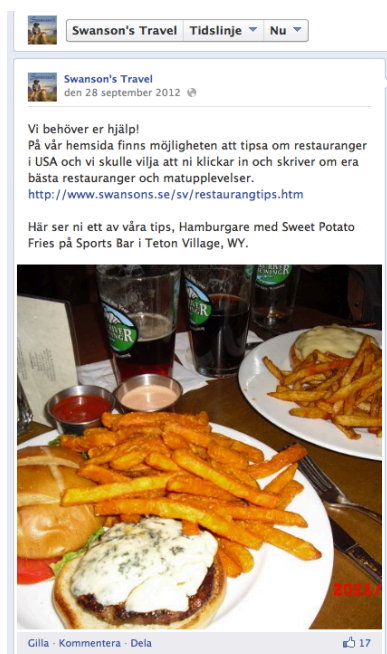 Swanson's Travel Tidslinje Nu
Swanson's Travel
den 28 september 2012
Vi behöver er hjälp!
På vår hemsida finns möjligheten att tipsa om restauranger
i USA och vi skulle vilja att ni klickar in och skriver om era
bästa restauranger och matupplevelser.
http://www.swansons.se/sv/restaurangtips.htm
Här ser ni ett av våra tips, Hamburgare med Sweet Potato
Fries på Sports Bar i Teton Village, WY.
Gilla · Kommentera · Dela
17